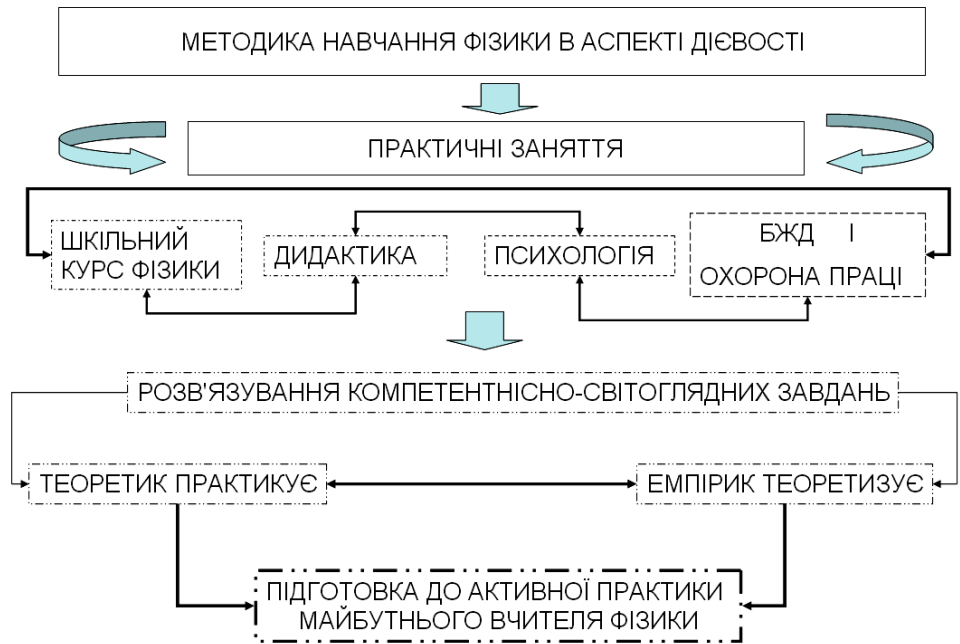 МЕТОДИКА НАВЧАННЯ ФІЗИКИ В АСПЕКТІ ДІЄВОСТІ
ПРАКТИЧНІ ЗАНЯТТЯ
ШКІЛЬНИЙ
КУРС ФІЗИКИ
ДИДАКТИКА
ПСИХОЛОГІЯ
БЖД І
ОХОРОНА ПРАЦІ
РОЗВ'ЯЗУВАННЯ КОМПЕТЕНТНІСНО-СВІТОГЛЯДНИХ ЗАВДАНЬ
ТЕОРЕТИК ПРАКТИКУЄ
ЕМПІРИК ТЕОРЕТИЗУЄ
ПІДГОТОВКА ДО АКТИВНОЇ ПРАКТИКИ
МАЙБУТНЬОГО ВЧИТЕЛЯ ФІЗИКИ